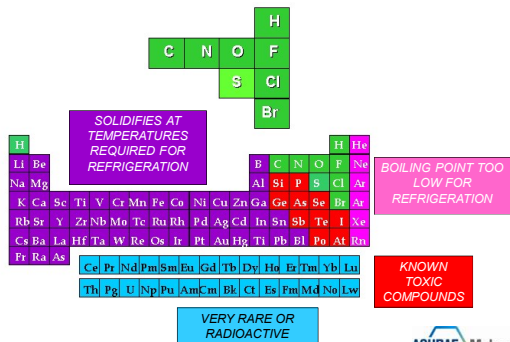 H
C N O F
S Cl
Br
SOLIDIFIES AT
TEMPERATURES
REQUIRED FOR
REFRIGERATION
H H He
Li Be B C N O F Ne
Na Mg Al Si P S Cl Ar
K Ca Sc Ti V Cr Mn Fe Co Ni Cu Zn Ga Ge As Se Br Ar
Rb Sr Y Zr Nb Mo Tc Ru Rh Pd Ag Cd In Sn Sb Te I Xe
Cs Ba La Hf Ta W Re Os Ir Pt Au Hg Ti Pb Bl Po At Rn
Fr Ra As
BOILING POINT TOO
LOW FOR
REFRIGERATION
Ce Pr Nd Pm Sm Eu Gd Tb Dy Ho Er Tm Yb Lu
Th Pg U Np Pu Am Cm Bk Ct Es Fm Md No Lw
KNOWN
TOXIC
COMPOUNDS
VERY RARE OR
RADIOACTIVE